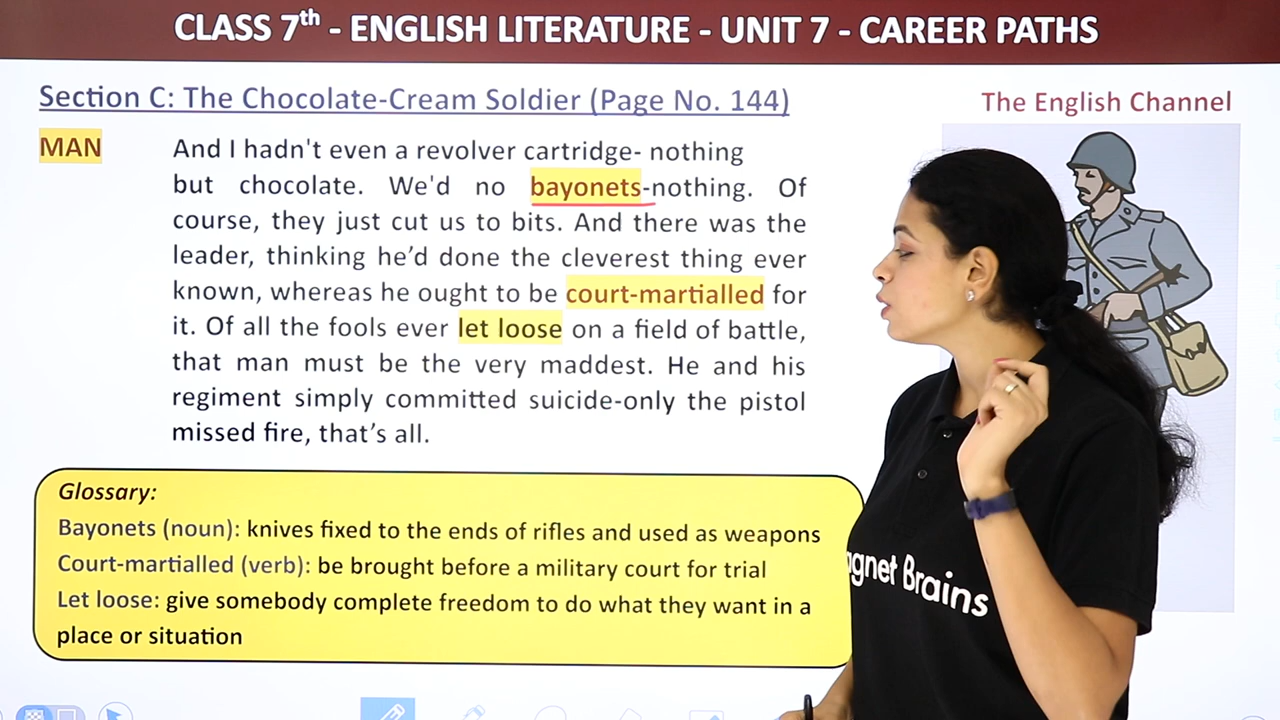 CLASS 7th - ENGLISH LITERATURE - UNIT 7 - CAREER PATHS
Section C: The Chocolate-Cream Soldier (Page No. 144)
The English Channel
MAN
And I hadn't even a revolver cartridge- nothing
but chocolate. We'd no bayonets-nothing. Of
course, they just cut us to bits. And there was the
leader, thinking he'd done the cleverest thing ever
known, whereas he ought to be court-martialled for
it. Of all the fools ever let loose on a field of battle,
that man must be the very maddest. He and his
regiment simply committed suicide-only the pistol
missed fire, that's all.
Glossary:
Bayonets (noun): knives fixed to the ends of rifles and used as weapons
Court-martialled (verb): be brought before a military court for trial
Let loose: give somebody complete freedom to do what they want in a
place or situation
agnet Brains